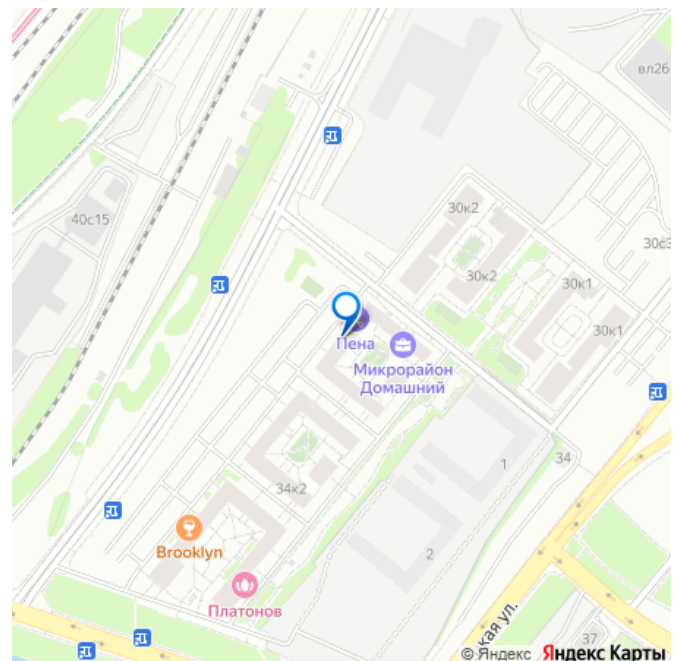 вл26
30к2
40с15
30с3
30к2
30к1
30к1
Пена
Микрорайон
Домашний
34
1
34к2
2
Brooklyn
Платонов
кая ул.
37
© Яндекс Яндекс Карты